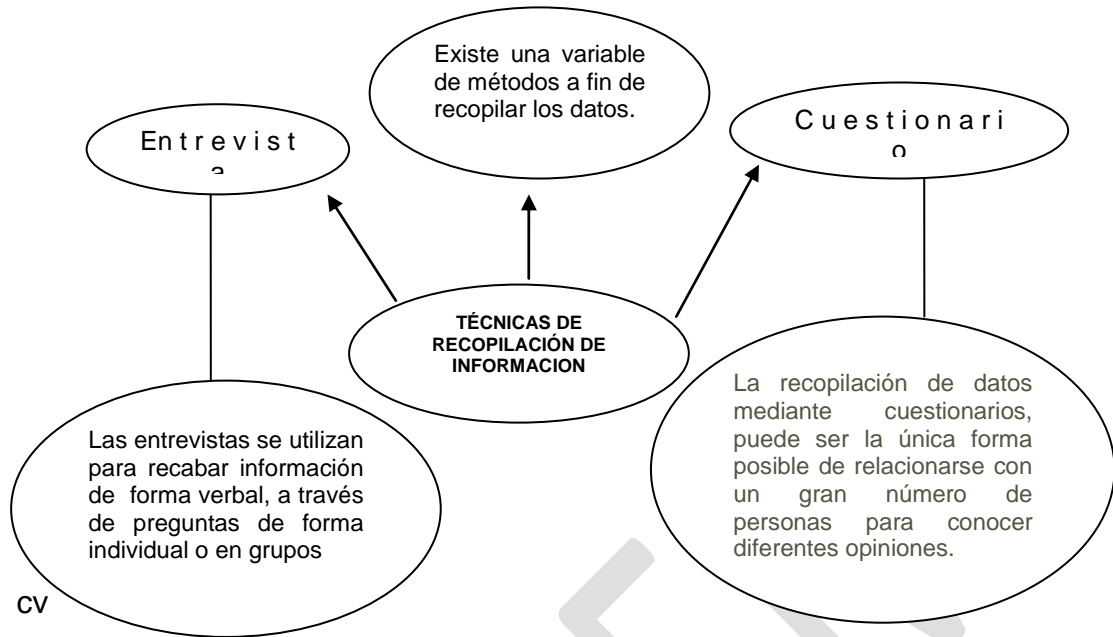 Existe una variable
de métodos a fin de
recopilar los datos.
E n t r e v i s t
a
C u e s t i o n a r i
o
TÉCNICAS DE
RECOPILACIÓN DE
INFORMACION
Las entrevistas se utilizan
para recabar información
de forma verbal, a través
de preguntas de forma
individual o en grupos
La recopilación de datos
mediante cuestionarios,
puede ser la única forma
posible de relacionarse con
un gran número de
personas para conocer
diferentes opiniones.
cv